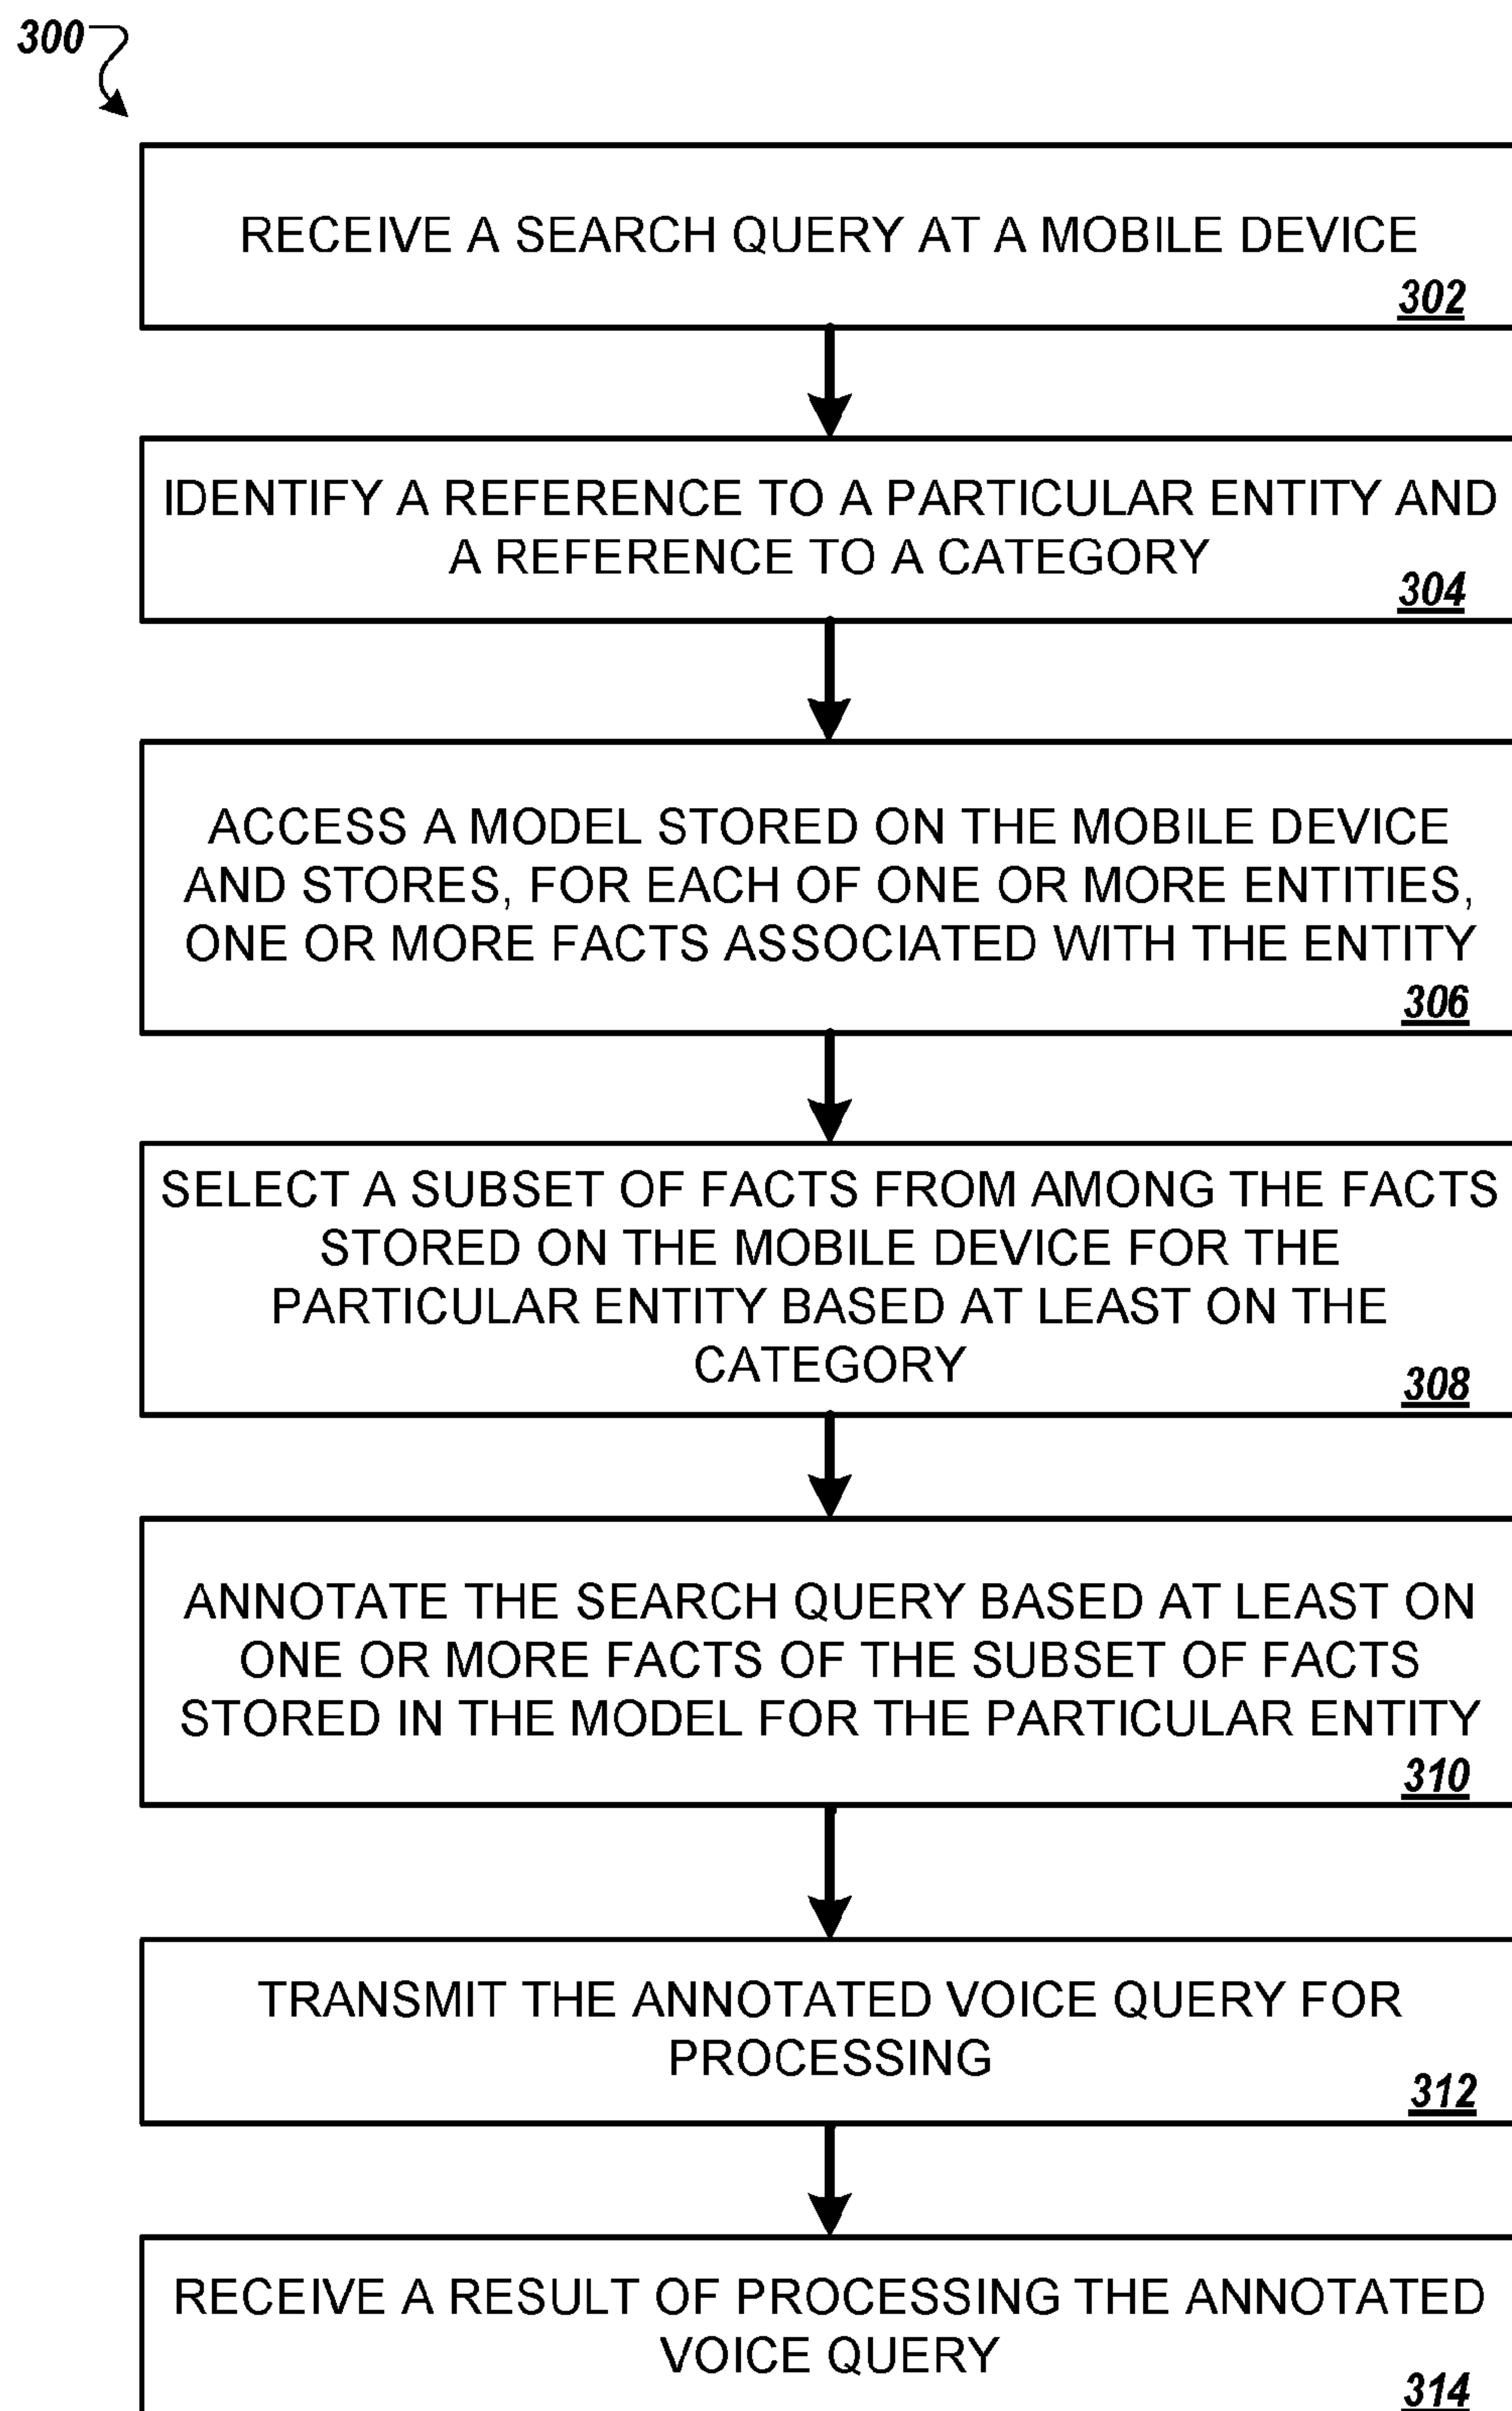 300
RECEIVE A SEARCH QUERY AT A MOBILE DEVICE
302
IDENTIFY A REFERENCE TO A PARTICULAR ENTITY AND
A REFERENCE TO A CATEGORY
304
ACCESS A MODEL STORED ON THE MOBILE DEVICE
AND STORES, FOR EACH OF ONE OR MORE ENTITIES,
ONE OR MORE FACTS ASSOCIATED WITH THE ENTITY
306
SELECT A SUBSET OF FACTS FROM AMONG THE FACTS
STORED ON THE MOBILE DEVICE FOR THE
PARTICULAR ENTITY BASED AT LEAST ON THE
CATEGORY
308
ANNOTATE THE SEARCH QUERY BASED AT LEAST ON
ONE OR MORE FACTS OF THE SUBSET OF FACTS
STORED IN THE MODEL FOR THE PARTICULAR ENTITY
310
TRANSMIT THE ANNOTATED VOICE QUERY FOR
PROCESSING
312
RECEIVE A RESULT OF PROCESSING THE ANNOTATED
VOICE QUERY
314